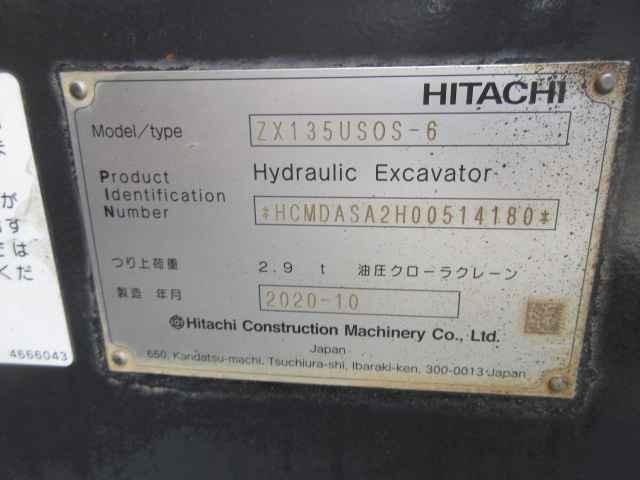 HITACHI
Model/type ZX135USOS-6
Product Identification Number
Hydraulic Excavator
*HCMDASA2H00514180*
つり上荷重 2.9 t 油圧クローラクレーン
製造 年月 2020-10
Hitachi Construction Machinery Co., Ltd.
Japan
650, Kandatsu-machi, Tsuchiura-shi, Ibaraki-ken, 300-0013 Japan
が
す
とは
くだ
4666043